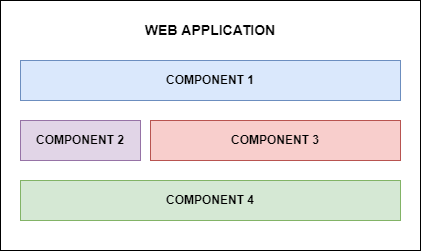 WEB APPLICATION
COMPONENT 1
COMPONENT 2
COMPONENT 3
COMPONENT 4